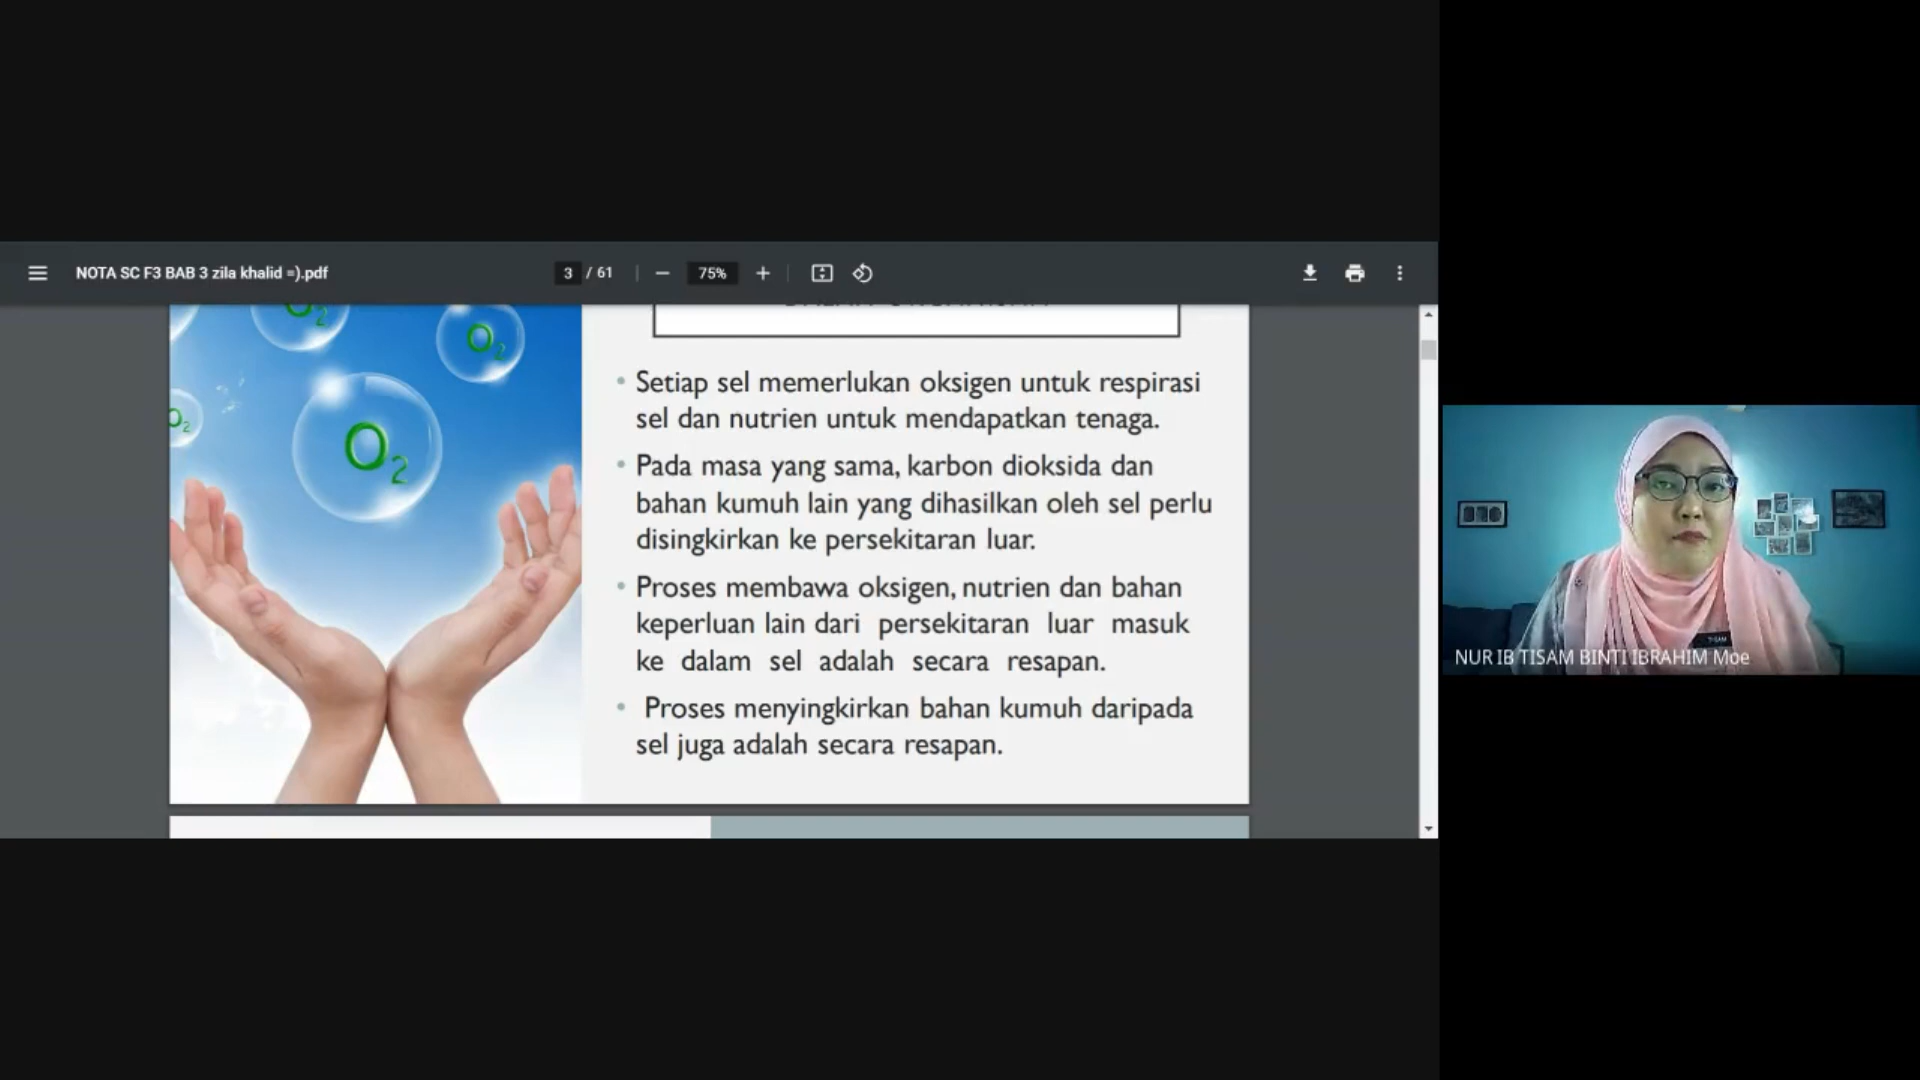 NOTA SC F3 BAB 3 zila khalid =).pdf
3 / 61
75%
O2
O2
O2
O2
Setiap sel memerlukan oksigen untuk respirasi
sel dan nutrien untuk mendapatkan tenaga.
Pada masa yang sama, karbon dioksida dan
bahan kumuh lain yang dihasilkan oleh sel perlu
disingkirkan ke persekitaran luar.
Proses membawa oksigen, nutrien dan bahan
keperluan lain dari persekitaran luar masuk
ke dalam sel adalah secara resapan.
Proses menyingkirkan bahan kumuh daripada
sel juga adalah secara resapan.
TISAM
NUR IB TISAM BINTI IBRAHIM Moe